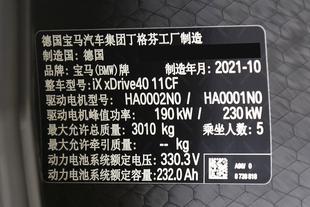 德国宝马汽车集团丁格芬工厂制造
制造国：德国
品牌：宝马(BMW)牌 制造年月：2021-10
整车型号：iX xDrive40 11CF
驱动电机型号： HA0002N0 / HA0001N0
驱动电机峰值功率： 190 kW / 230 kW
最大允许总质量：3010 kg 乘坐人数：5
最大允许牵引质量： - kg
动力电池系统额定电压：330.3 V
动力电池系统额定容量：232.0 Ah